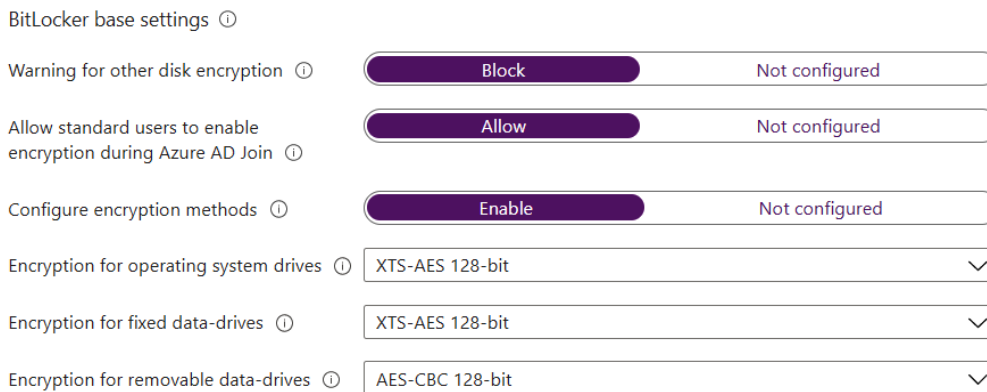 BitLocker base settings
Warning for other disk encryption Block Not configured
Allow standard users to enable Allow Not configured
encryption during Azure AD Join
Configure encryption methods Enable Not configured
Encryption for operating system drives XTS-AES 128-bit
Encryption for fixed data-drives XTS-AES 128-bit
Encryption for removable data-drives AES-CBC 128-bit